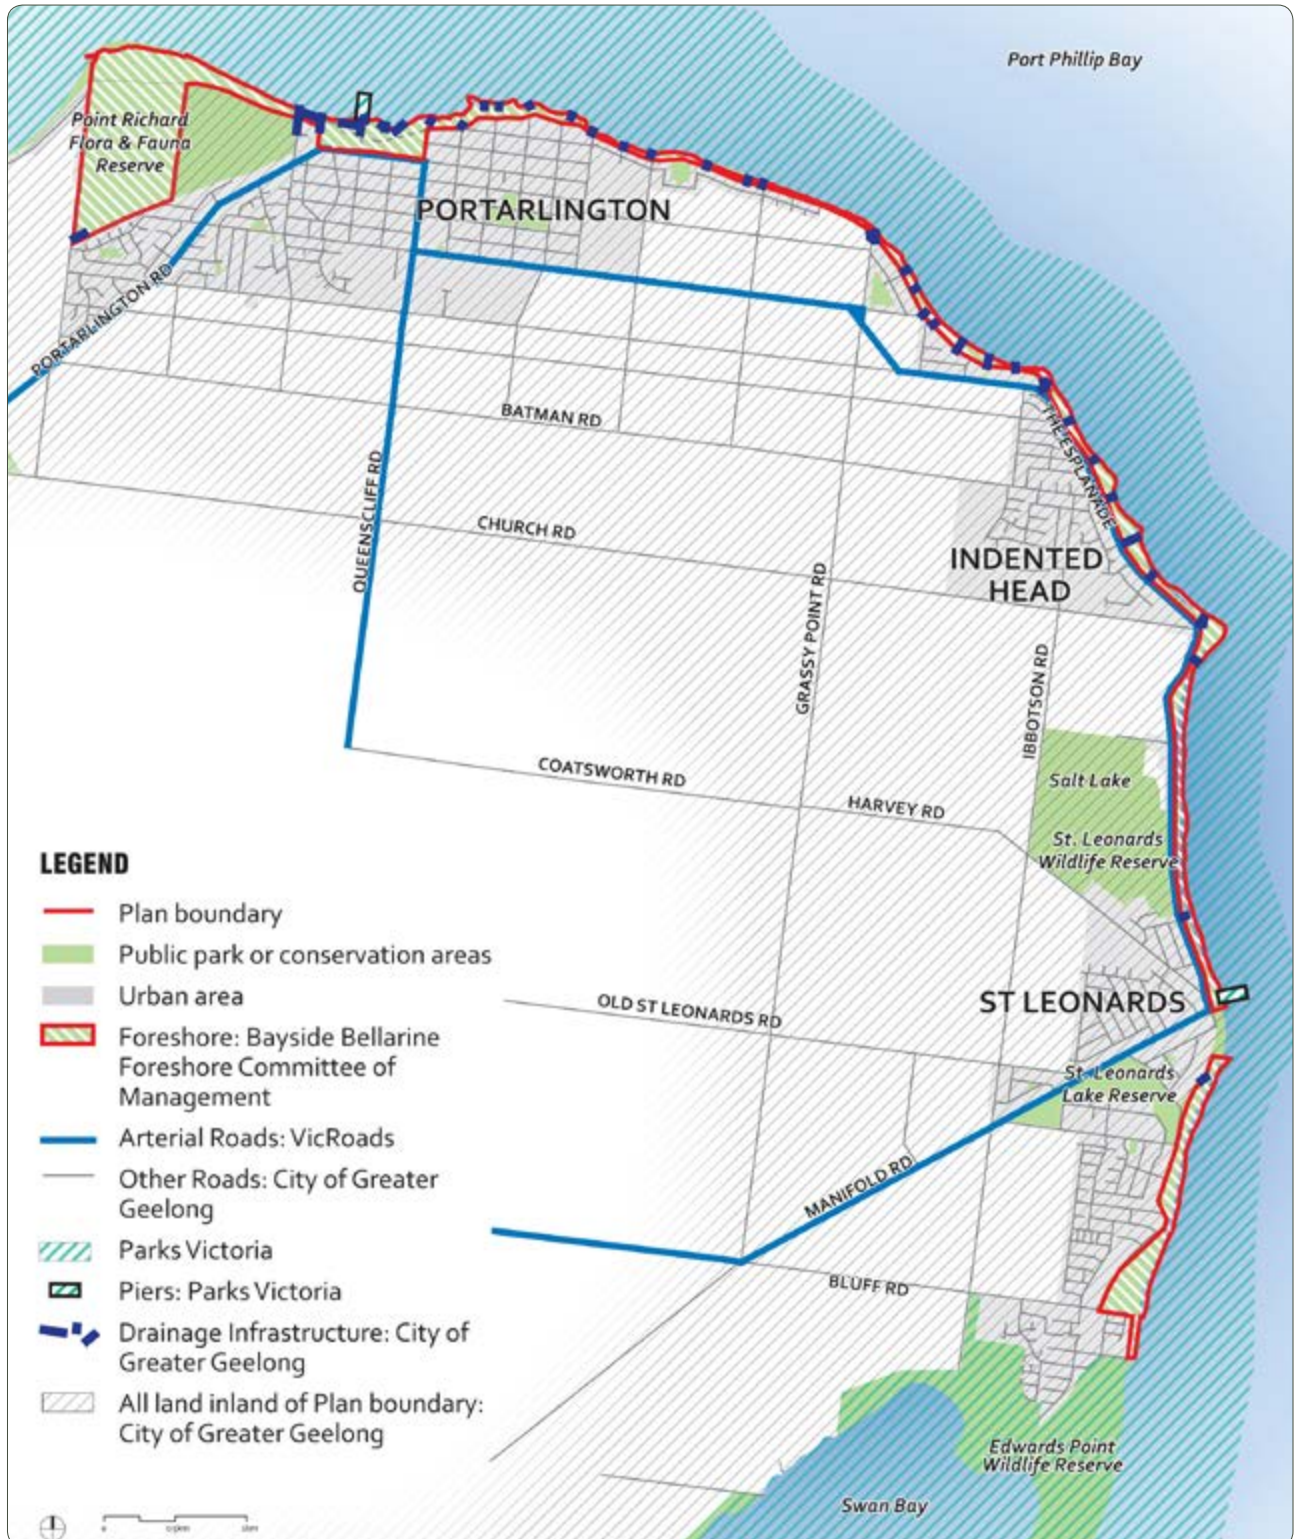 Port Phillip Bay
Point Richard
Flora & Fauna
Reserve
PORTARLINGTON
PORTARLINGTON RD
BATMAN RD
THE ESPLANADE
QUEENSCLIFF RD
CHURCH RD
INDENTED
HEAD
GRASSY POINT RD
IBBOTSON RD
COATSWORTH RD
HARVEY RD
Salt Lake
St. Leonards
Wildlife Reserve
OLD ST LEONARDS RD
ST LEONARDS
St. Leonards
Lake Reserve
MANIFOLD RD
BLUFF RD
Edwards Point
Wildlife Reserve
Swan Bay
LEGEND
Plan boundary
Public park or conservation areas
Urban area
Foreshore: Bayside Bellarine
Foreshore Committee of
Management
Arterial Roads: VicRoads
Other Roads: City of Greater
Geelong
Parks Victoria
Piers: Parks Victoria
Drainage Infrastructure: City of
Greater Geelong
All land inland of Plan boundary:
City of Greater Geelong